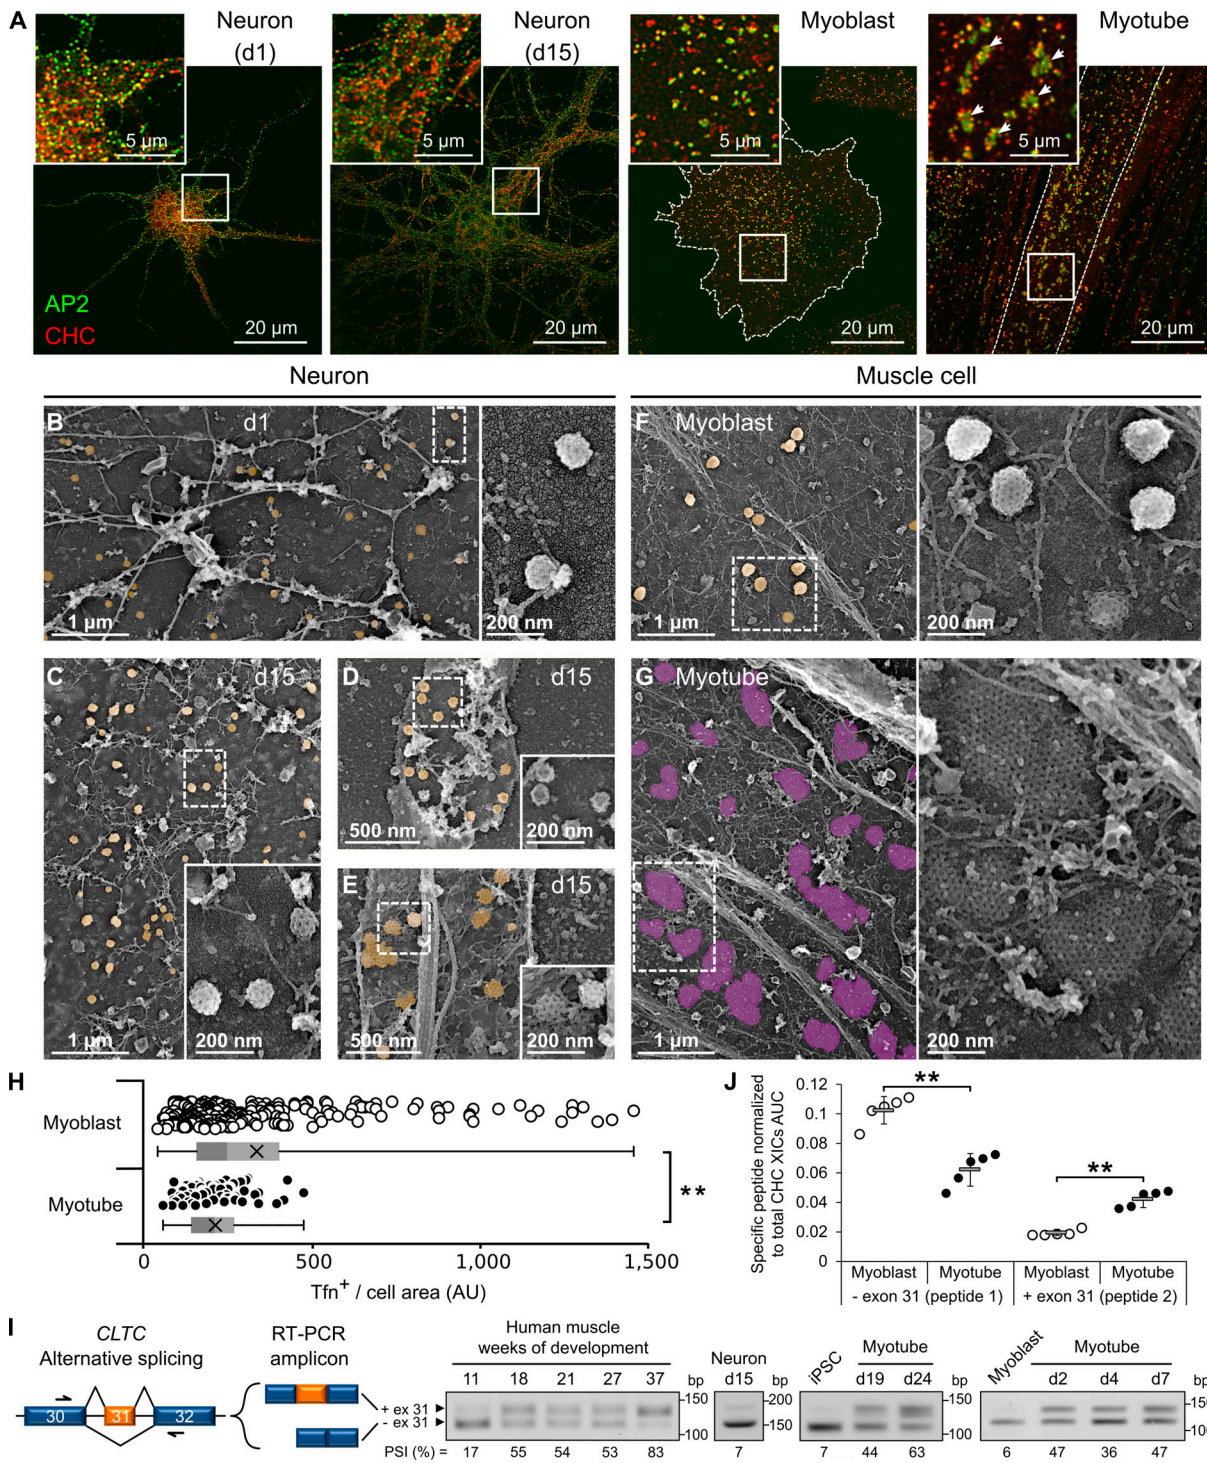 A
Neuron
(d1)
5 µm
AP2
CHC
20 µm
Neuron
(d15)
5 µm
20 µm
Myoblast
5 µm
20 µm
Myotube
5 µm
20 µm
Neuron
Muscle cell
B
d1
1 µm
200 nm
F
Myoblast
1 µm
200 nm
C
d15
1 µm
200 nm
D
d15
500 nm
200 nm
E
d15
500 nm
200 nm
G
Myotube
1 µm
200 nm
H
Myoblast
Myotube
**
0
500
1,000
1,500
Tfn⁺ / cell area (AU)
J
Specific peptide normalized
to total CHC XICs AUC
0.12
0.1
0.08
0.06
0.04
0.02
0
**
**
Myoblast
Myotube
Myoblast
Myotube
- exon 31 (peptide 1)
+ exon 31 (peptide 2)
I
CLTC
Alternative splicing
30
31
32
RT-PCR
amplicon
+ ex 31
- ex 31
Human muscle
weeks of development
11 18 21 27 37 bp
150
100
PSI (%) = 17 55 54 53 83
Neuron
d15 bp
200
150
7
iPSC
Myotube
d19 d24 bp
150
100
7 44 63
Myoblast
Myotube
d2 d4 d7 bp
150
100
6 47 36 47